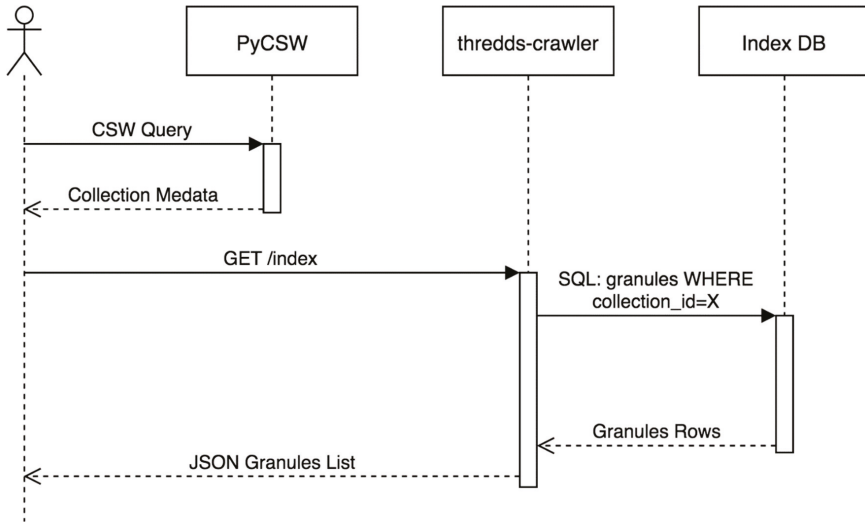 PyCSW
thredds-crawler
Index DB
CSW Query
Collection Medata
GET /index
SQL: granules WHERE
collection_id=X
Granules Rows
JSON Granules List